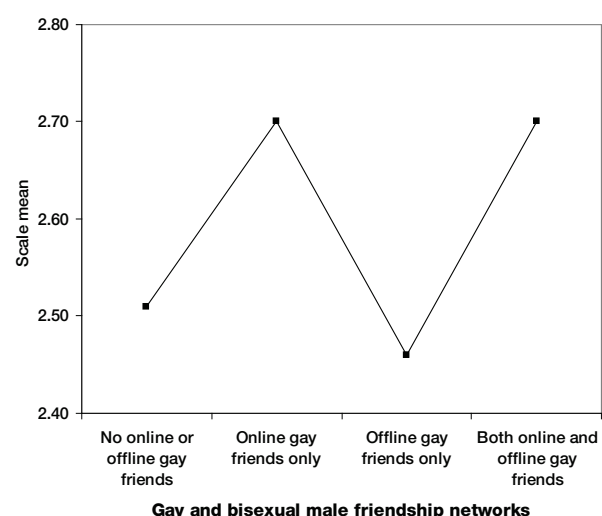 2.80
2.70
2.60
2.50
2.40
Scale mean
No online or
offline gay
friends
Online gay
friends only
Offline gay
friends only
Both online and
offline gay
friends
Gay and bisexual male friendship networks